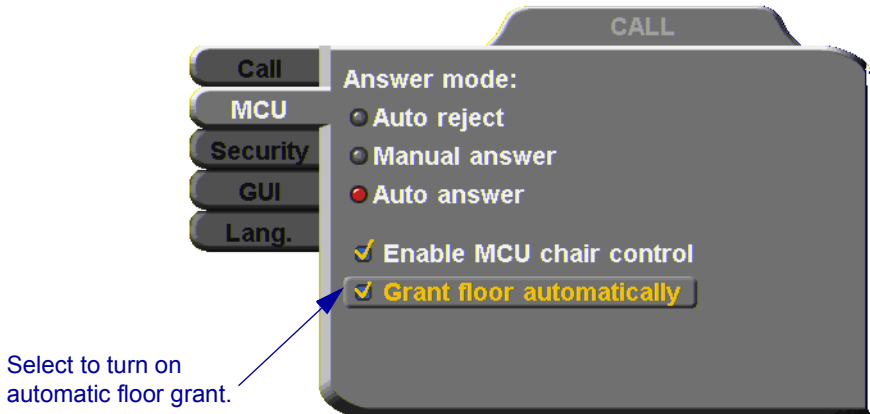 CALL
Call
MCU
Security
GUI
Lang.
Answer mode:
Auto reject
Manual answer
Auto answer
Enable MCU chair control
Grant floor automatically
Select to turn on
automatic floor grant.